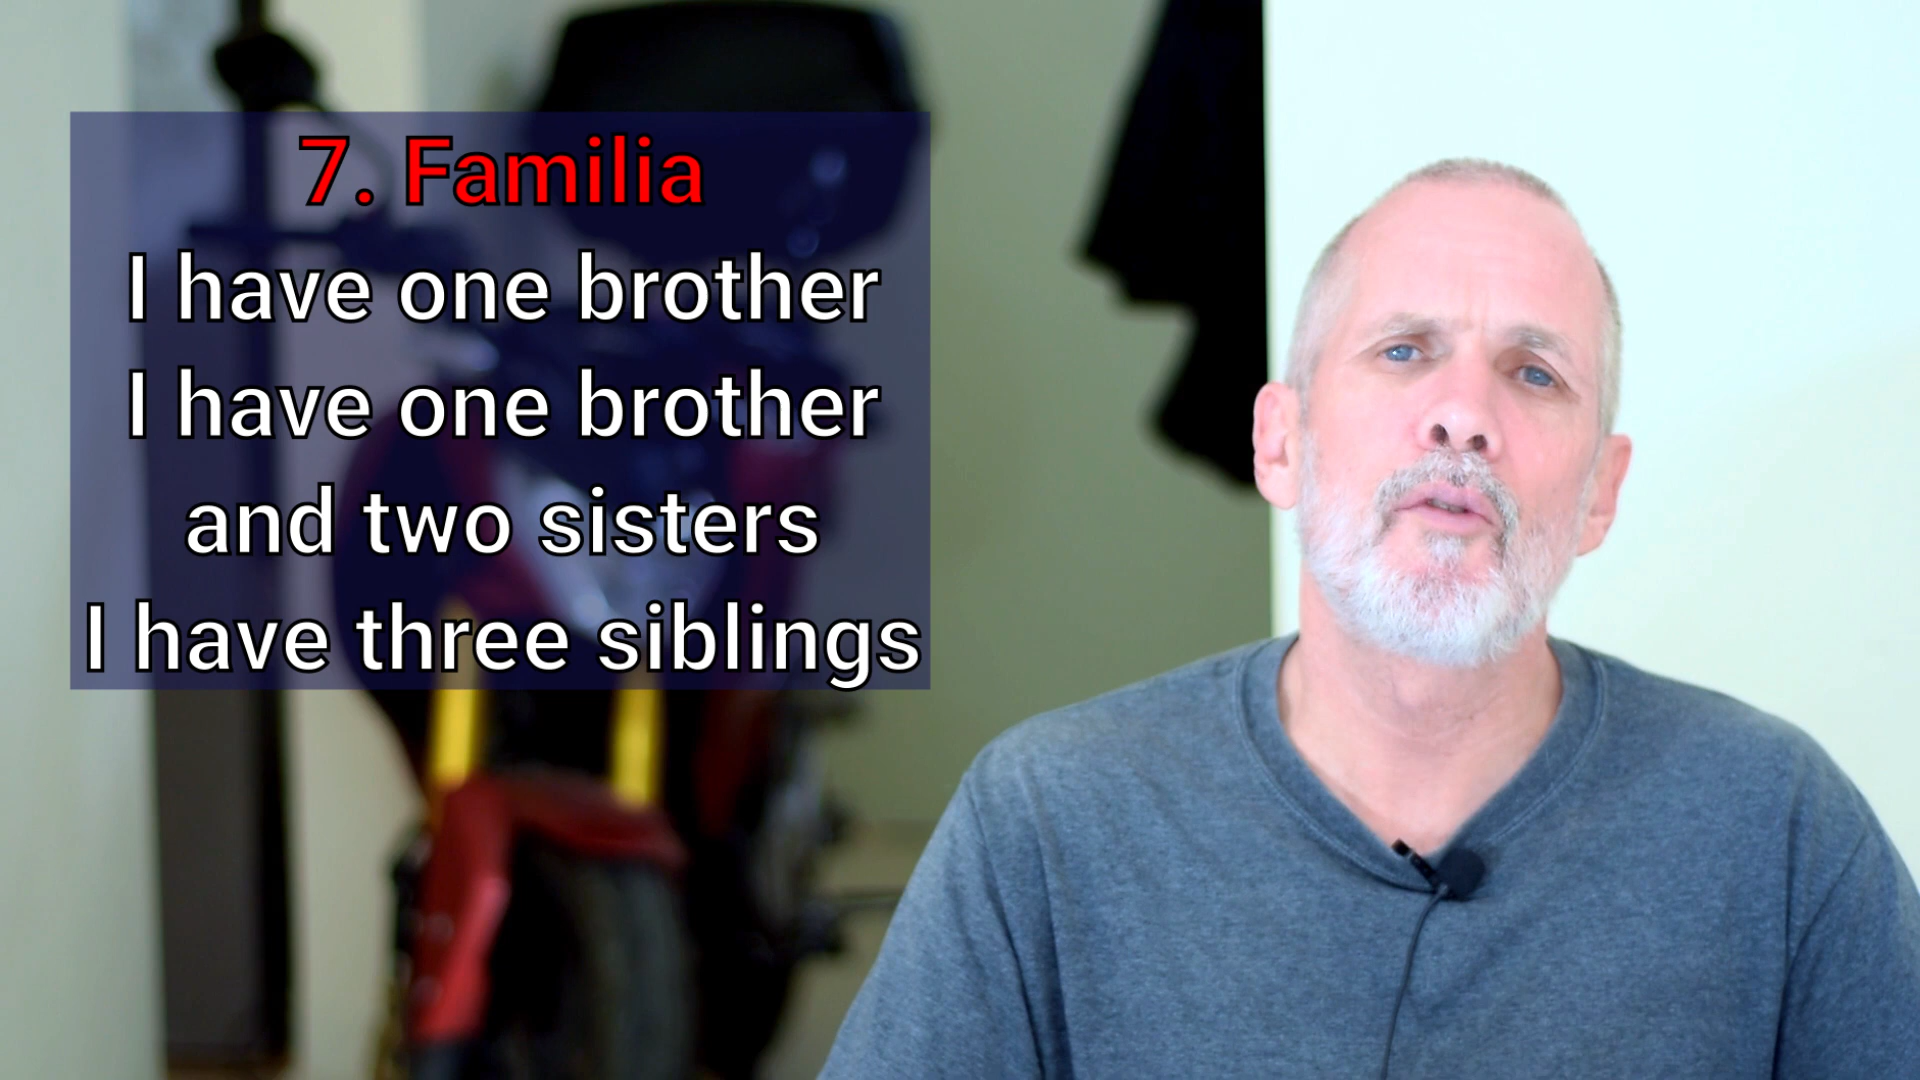 7. Familia
I have one brother
I have one brother
and two sisters
I have three siblings